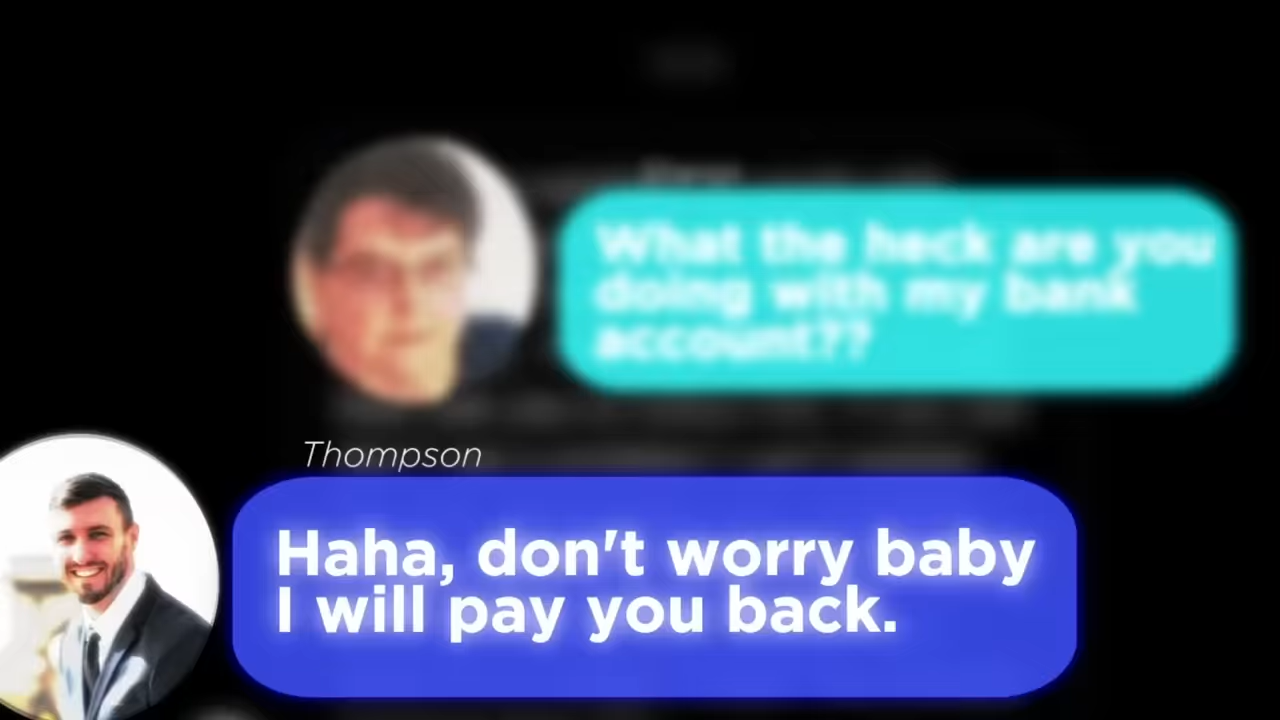 What the heck are you
doing with my bank
account??
Thompson
Haha, don't worry baby
I will pay you back.